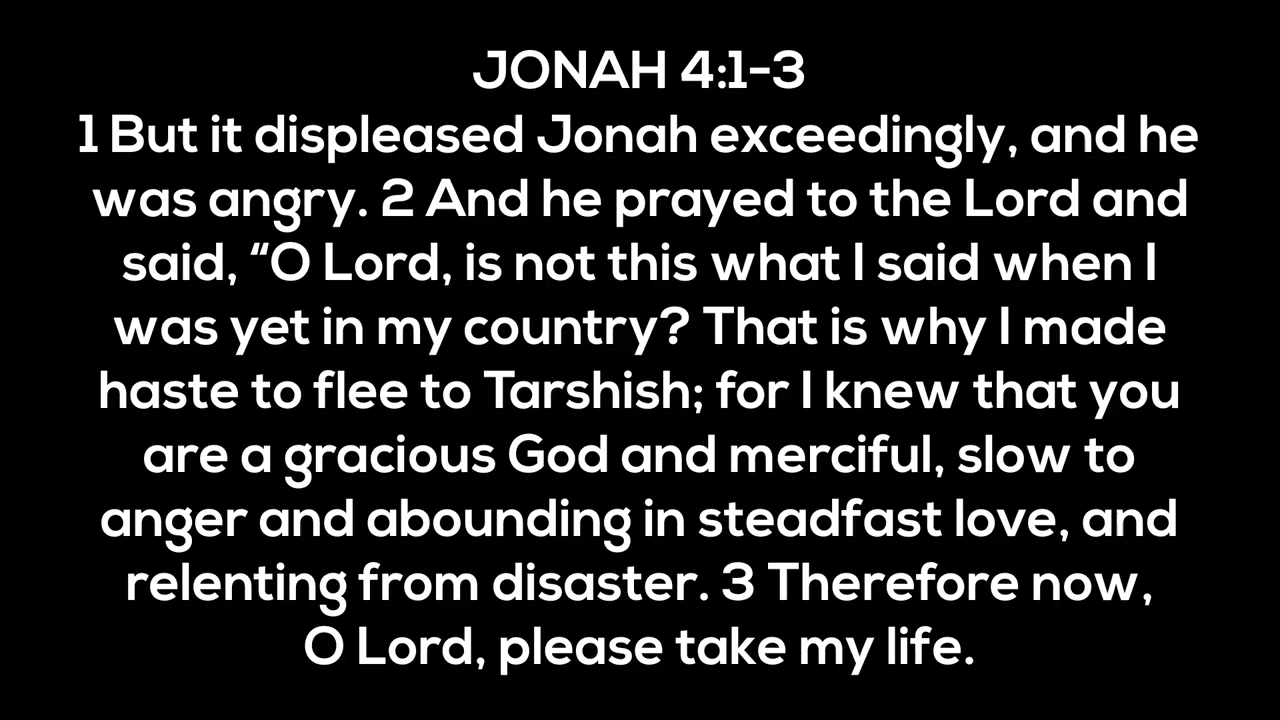 JONAH 4:1-3
1 But it displeased Jonah exceedingly, and he
was angry. 2 And he prayed to the Lord and
said, “O Lord, is not this what I said when I
was yet in my country? That is why I made
haste to flee to Tarshish; for I knew that you
are a gracious God and merciful, slow to
anger and abounding in steadfast love, and
relenting from disaster. 3 Therefore now,
O Lord, please take my life.